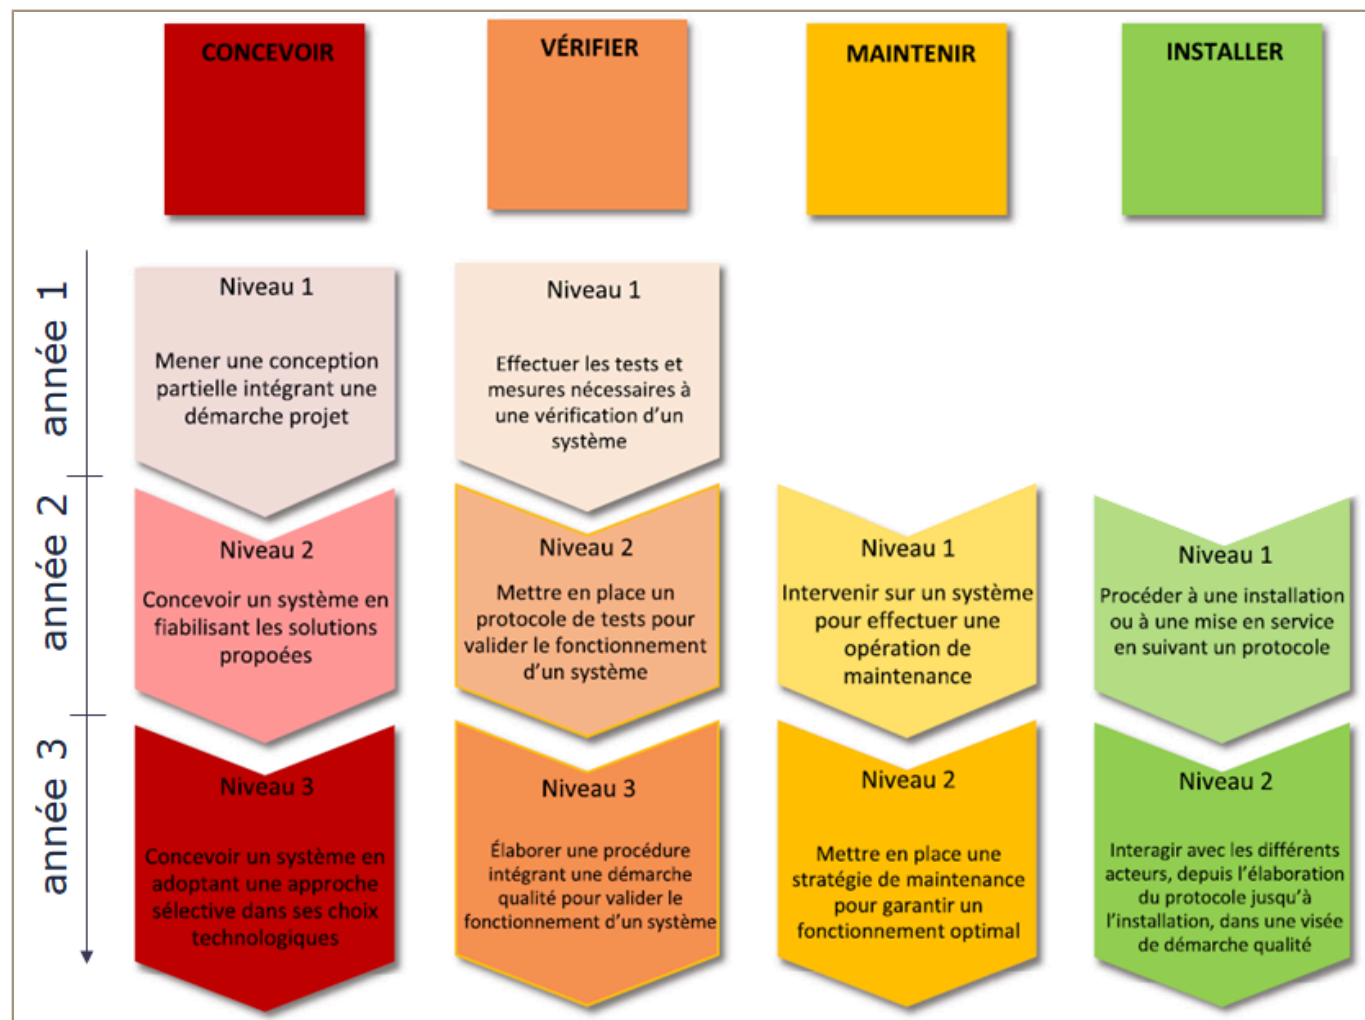 CONCEVOIR
VÉRIFIER
MAINTENIR
INSTALLER
année 1
Niveau 1
Mener une conception
partielle intégrant une
démarche projet
Niveau 1
Effectuer les tests et
mesures nécessaires à
une vérification d'un
système
année 2
Niveau 2
Concevoir un système en
fiabilisant les solutions
propoées
Niveau 2
Mettre en place un
protocole de tests pour
valider le fonctionnement
d'un système
Niveau 1
Intervenir sur un système
pour effectuer une
opération de
maintenance
Niveau 1
Procéder à une installation
ou à une mise en service
en suivant un protocole
année 3
Niveau 3
Concevoir un système en
adoptant une approche
sélective dans ses choix
technologiques
Niveau 3
Élaborer une procédure
intégrant une démarche
qualité pour valider le
fonctionnement d'un système
Niveau 2
Mettre en place une
stratégie de maintenance
pour garantir un
fonctionnement optimal
Niveau 2
Interagir avec les différents
acteurs, depuis l'élaboration
du protocole jusqu'à
l'installation, dans une visée
de démarche qualité